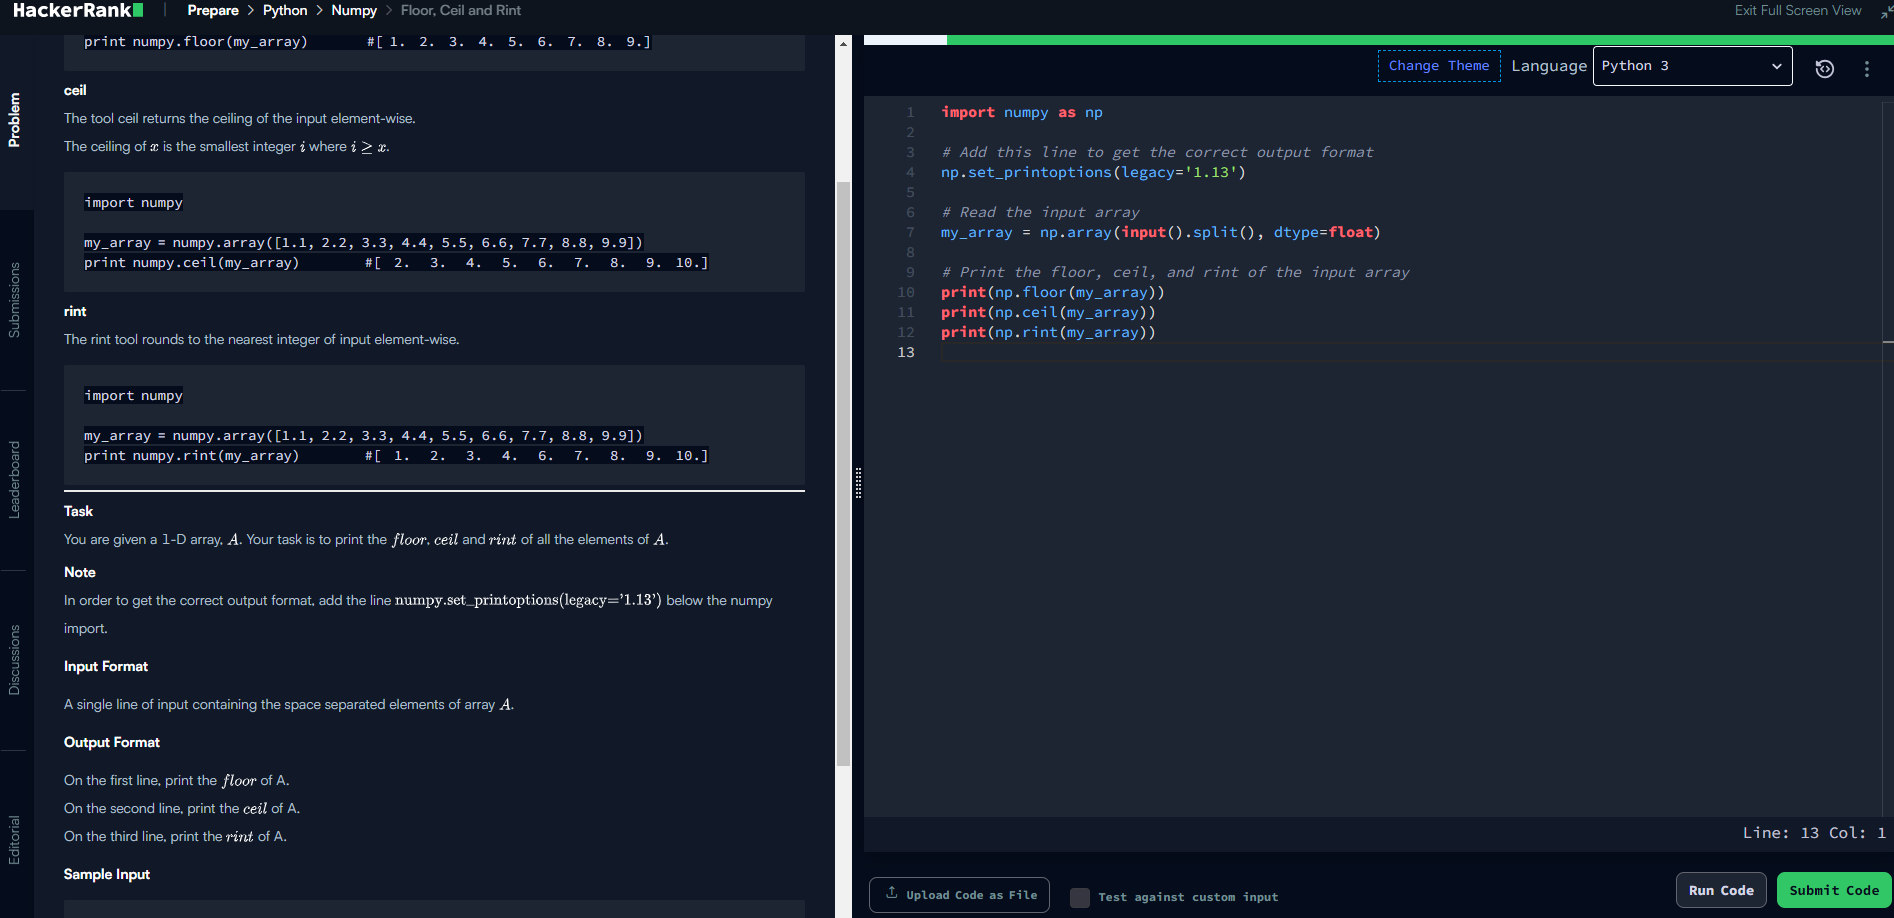 HackerRank Prepare > Python > Numpy > Floor, Ceil and Rint Exit Full Screen View
Problem
Submissions
Leaderboard
Discussions
Editorial
print numpy.floor(my_array) #[ 1. 2. 3. 4. 5. 6. 7. 8. 9.]
ceil
The tool ceil returns the ceiling of the input element-wise.
The ceiling of x is the smallest integer i where i ≥ x.
import numpy
my_array = numpy.array([1.1, 2.2, 3.3, 4.4, 5.5, 6.6, 7.7, 8.8, 9.9])
print numpy.ceil(my_array) #[ 2. 3. 4. 5. 6. 7. 8. 9. 10.]
rint
The rint tool rounds to the nearest integer of input element-wise.
import numpy
my_array = numpy.array([1.1, 2.2, 3.3, 4.4, 5.5, 6.6, 7.7, 8.8, 9.9])
print numpy.rint(my_array) #[ 1. 2. 3. 4. 6. 7. 8. 9. 10.]
Task
You are given a 1-D array, A. Your task is to print the floor, ceil and rint of all the elements of A.
Note
In order to get the correct output format, add the line numpy.set_printoptions(legacy='1.13') below the numpy
import.
Input Format
A single line of input containing the space separated elements of array A.
Output Format
On the first line, print the floor of A.
On the second line, print the ceil of A.
On the third line, print the rint of A.
Sample Input
Change Theme Language Python 3
1 import numpy as np
2
3 # Add this line to get the correct output format
4 np.set_printoptions(legacy='1.13')
5
6 # Read the input array
7 my_array = np.array(input().split(), dtype=float)
8
9 # Print the floor, ceil, and rint of the input array
10 print(np.floor(my_array))
11 print(np.ceil(my_array))
12 print(np.rint(my_array))
13
Line: 13 Col: 1
Upload Code as File Test against custom input Run Code Submit Code